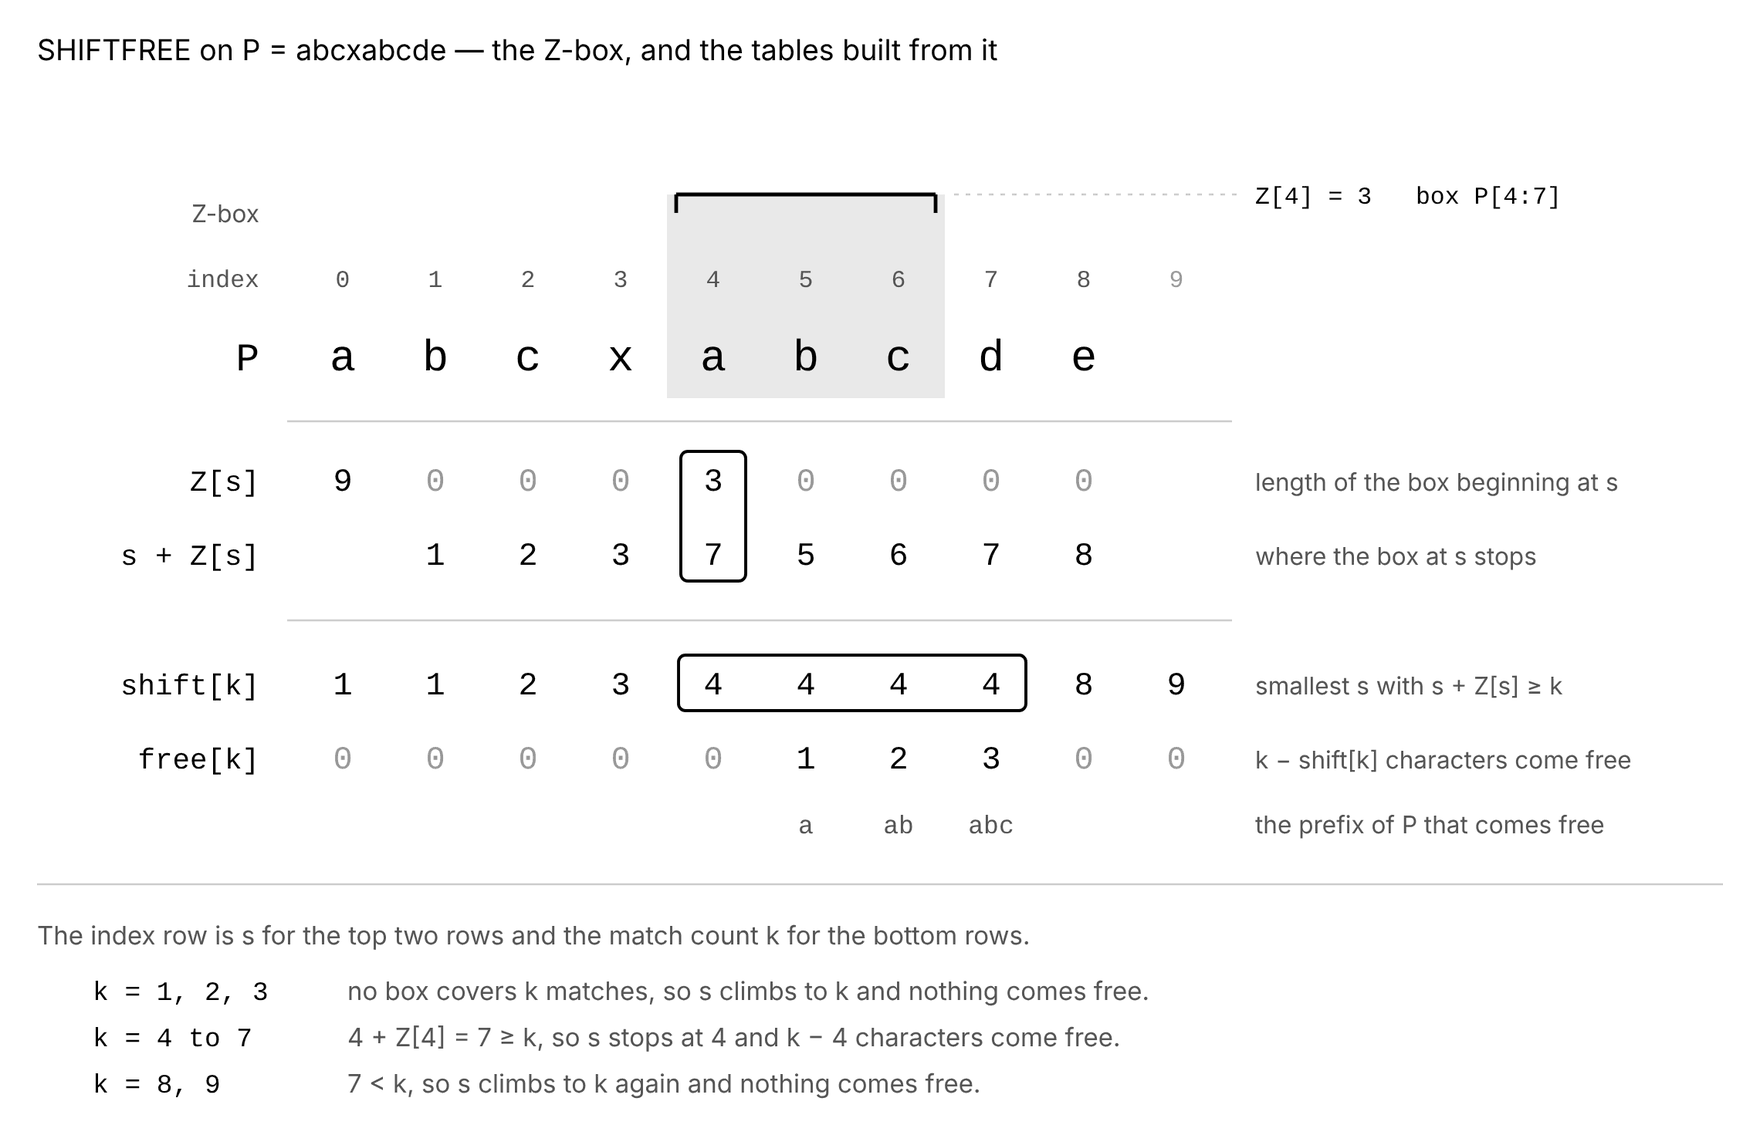 SHIFTFREE on P = abcxabcde — the Z-box, and the tables built from it
Z[4] = 3 box P[4:7]
Z-box
index 0 1 2 3 4 5 6 7 8 9
P a b c x a b c d e
Z[s] 9 0 0 0 3 0 0 0 0 length of the box beginning at s
s + Z[s] 1 2 3 7 5 6 7 8 where the box at s stops
shift[k] 1 1 2 3 4 4 4 4 8 9 smallest s with s + Z[s] ≥ k
free[k] 0 0 0 0 0 1 2 3 0 0 k − shift[k] characters come free
a ab abc the prefix of P that comes free
The index row is s for the top two rows and the match count k for the bottom rows.
k = 1, 2, 3 no box covers k matches, so s climbs to k and nothing comes free.
k = 4 to 7 4 + Z[4] = 7 ≥ k, so s stops at 4 and k − 4 characters come free.
k = 8, 9 7 < k, so s climbs to k again and nothing comes free.